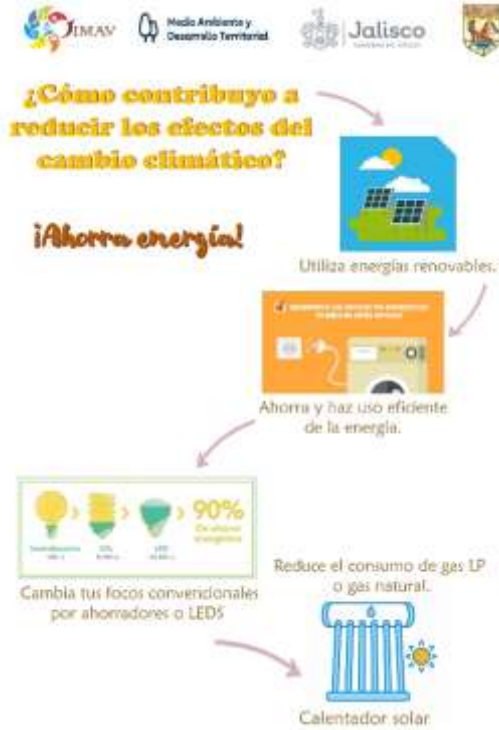 JIMAV
Medio Ambiente y
Desarrollo Territorial
Jalisco
¿Cómo contribuyo a
reducir los efectos del
cambio climático?
¡Ahorra energía!
Utiliza energías renovables.
Ahorra y haz uso eficiente
de la energía.
90%
Cambia tus focos convencionales
por ahorradores o LEDS
Reduce el consumo de gas LP
o gas natural.
Calentador solar